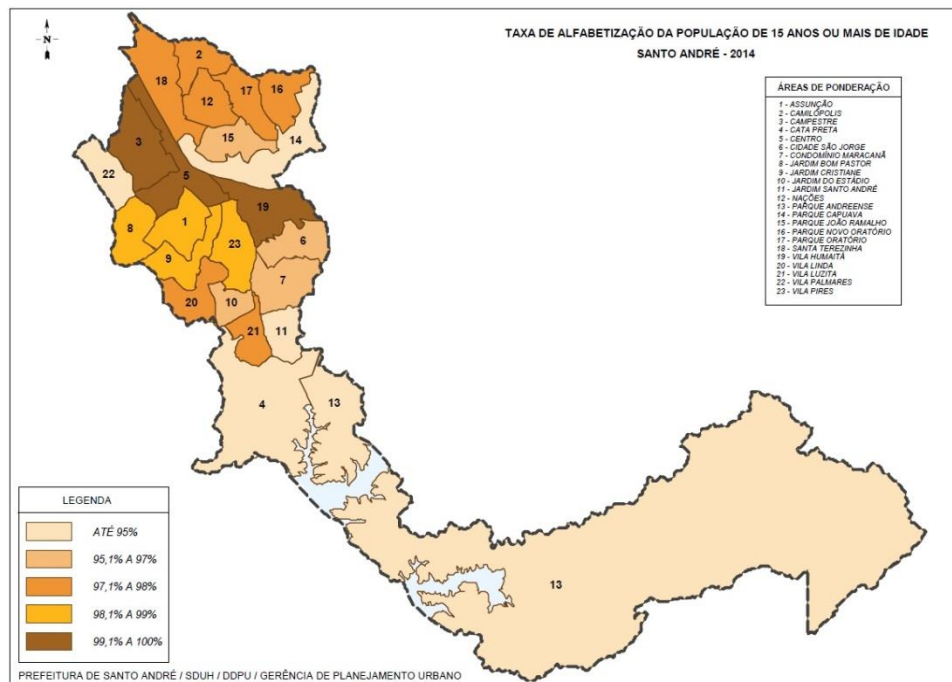 TAXA DE ALFABETIZAÇÃO DA POPULAÇÃO DE 15 ANOS OU MAIS DE IDADE
SANTO ANDRÉ - 2014
N
ÁREAS DE PONDERAÇÃO
1 - ASSUNÇÃO
2 - CAMILÓPOLIS
3 - CAMPESTRE
4 - CATA PRETA
5 - CENTRO
6 - CIDADE SÃO JORGE
7 - CONDOMÍNIO MARACANÃ
8 - JARDIM BOM PASTOR
9 - JARDIM CRISTIANE
10 - JARDIM DO ESTÁDIO
11 - JARDIM SANTO ANDRÉ
12 - NAÇÕES
13 - PARQUE ANDREENSE
14 - PARQUE CAPUAVA
15 - PARQUE JOÃO RAMALHO
16 - PARQUE NOVO ORATÓRIO
17 - PARQUE ORATÓRIO
18 - SANTA TEREZINHA
19 - VILA HUMAITÁ
20 - VILA LINDA
21 - VILA LUZITA
22 - VILA PALMARES
23 - VILA PIRES
18
2
12
17
16
15
14
3
22
5
19
8
1
23
6
9
7
20
10
21
11
4
13
13
LEGENDA
ATÉ 95%
95,1% A 97%
97,1% A 98%
98,1% A 99%
99,1% A 100%
PREFEITURA DE SANTO ANDRÉ / SDUH / DDPU / GERÊNCIA DE PLANEJAMENTO URBANO